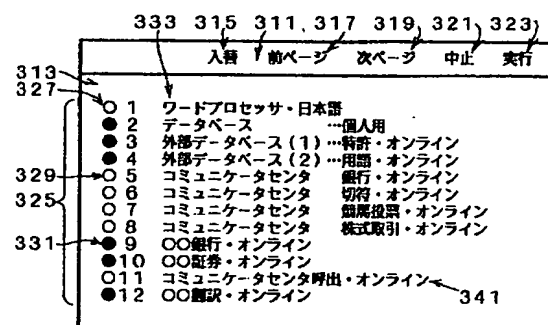 333 315 311, 317 319, 321, 323
入替 前ページ 次ページ 中止 実行
313
327
○ 1 ワードプロセッサ・日本語
● 2 データベース …個人用
● 3 外部データベース(1)…特許・オンライン
● 4 外部データベース(2)…用語・オンライン
329 ○ 5 コミュニケータセンタ 銀行・オンライン
325 ○ 6 コミュニケータセンタ 切符・オンライン
○ 7 コミュニケータセンタ 競馬投票・オンライン
○ 8 コミュニケータセンタ 株式取引・オンライン
331 ● 9 〇〇銀行・オンライン
●10 〇〇証券・オンライン
○11 コミュニケータセンタ呼出・オンライン
●12 〇〇翻訳・オンライン 341